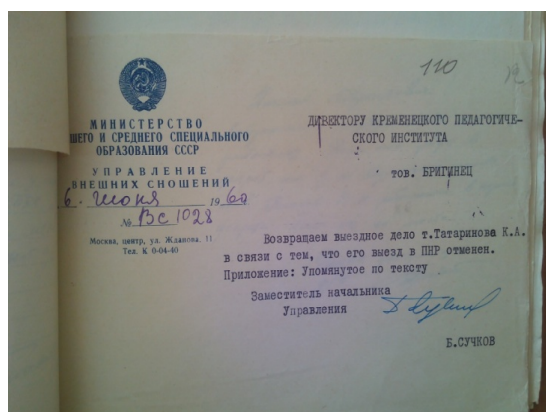 110
МИНИСТЕРСТВО
ШЕГО И СРЕДНЕГО СПЕЦИАЛЬНОГО
ОБРАЗОВАНИЯ СССР
УПРАВЛЕНИЕ
ВНЕШНИХ СНОШЕНИЙ
6. июня 1960
№ Вс 1028
Москва, центр, ул. Жданова, 11
Тел. К 0-04-40
ДИРЕКТОРУ КРЕМЕНЕЦКОГО ПЕДАГОГИЧЕ-
СКОГО ИНСТИТУТА
тов. БРИГИНЕЦ
Возвращаем выездное дело т.Татаринова К.А.
в связи с тем, что его выезд в ПНР отменен.
Приложение: Упомянутое по тексту
Заместитель начальника
Управления
Б.СУЧКОВ